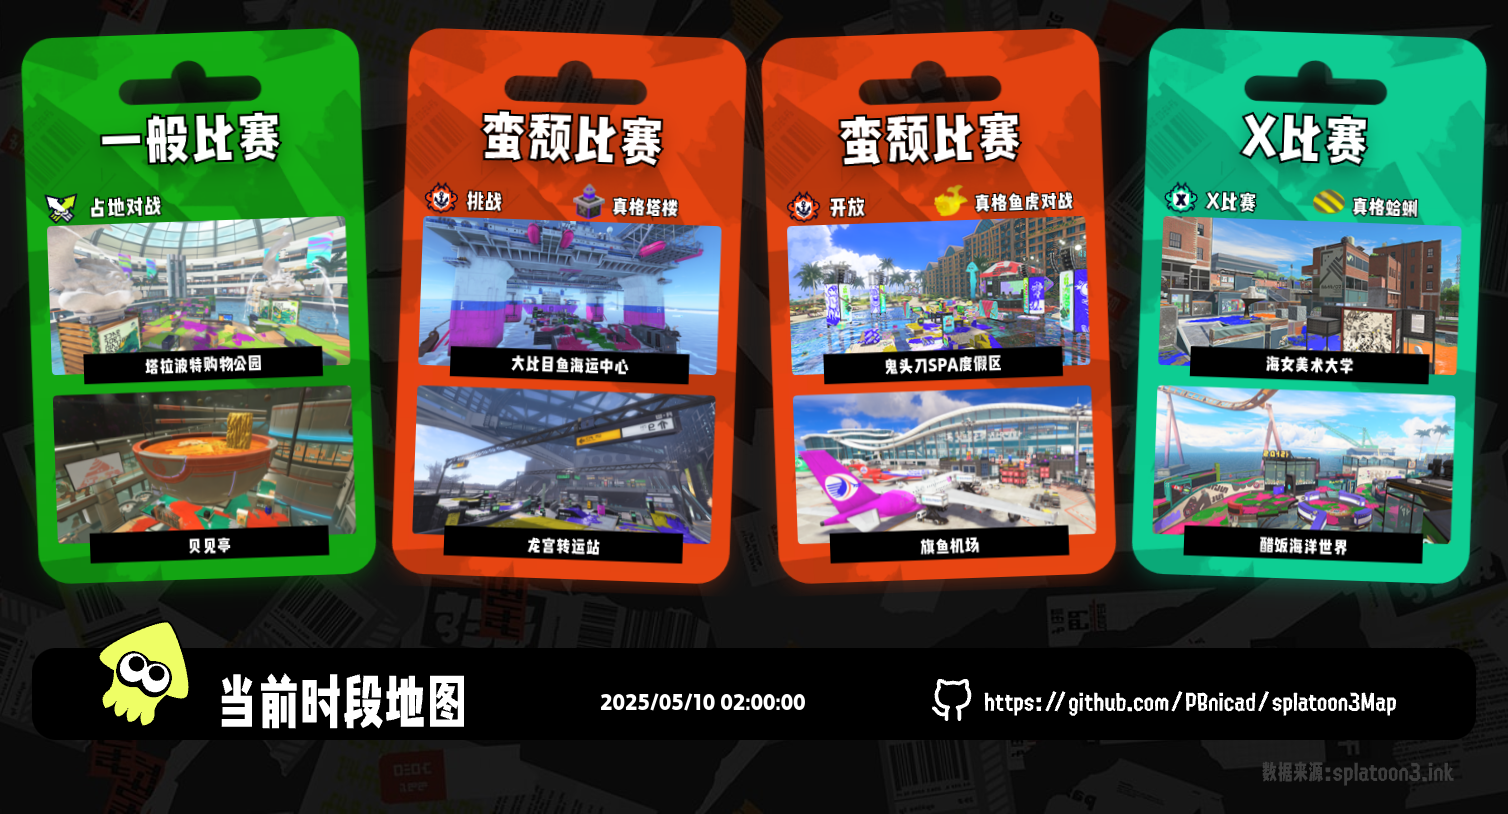 一般比赛
占地对战
塔拉波特购物公园
贝见亭
蛮颓比赛
挑战
真格塔楼
大比目鱼海运中心
龙宫转运站
蛮颓比赛
开放
真格鱼虎对战
鬼头刀SPA度假区
旗鱼机场
X比赛
X比赛
真格蛤蜊
海女美术大学
醋饭海洋世界
当前时段地图
2025/05/10 02:00:00
https://github.com/PBnicad/splatoon3Map
数据来源:splatoon3.ink